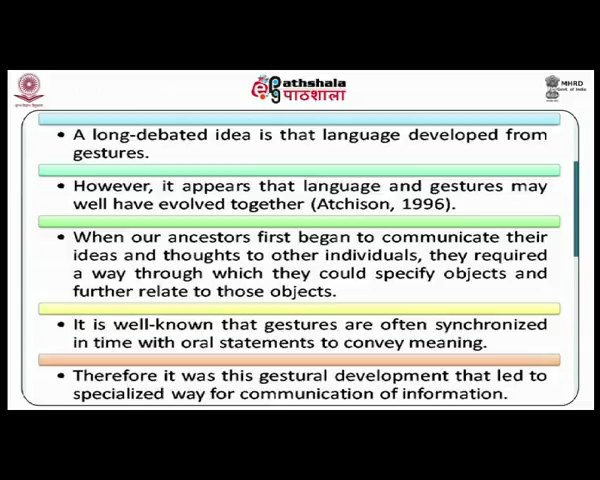 Pathshala
पाठशाला
MHRD
Govt. of India
• A long-debated idea is that language developed from
gestures.
• However, it appears that language and gestures may
well have evolved together (Atchison, 1996).
• When our ancestors first began to communicate their
ideas and thoughts to other individuals, they required
a way through which they could specify objects and
further relate to those objects.
• It is well-known that gestures are often synchronized
in time with oral statements to convey meaning.
• Therefore it was this gestural development that led to
specialized way for communication of information.